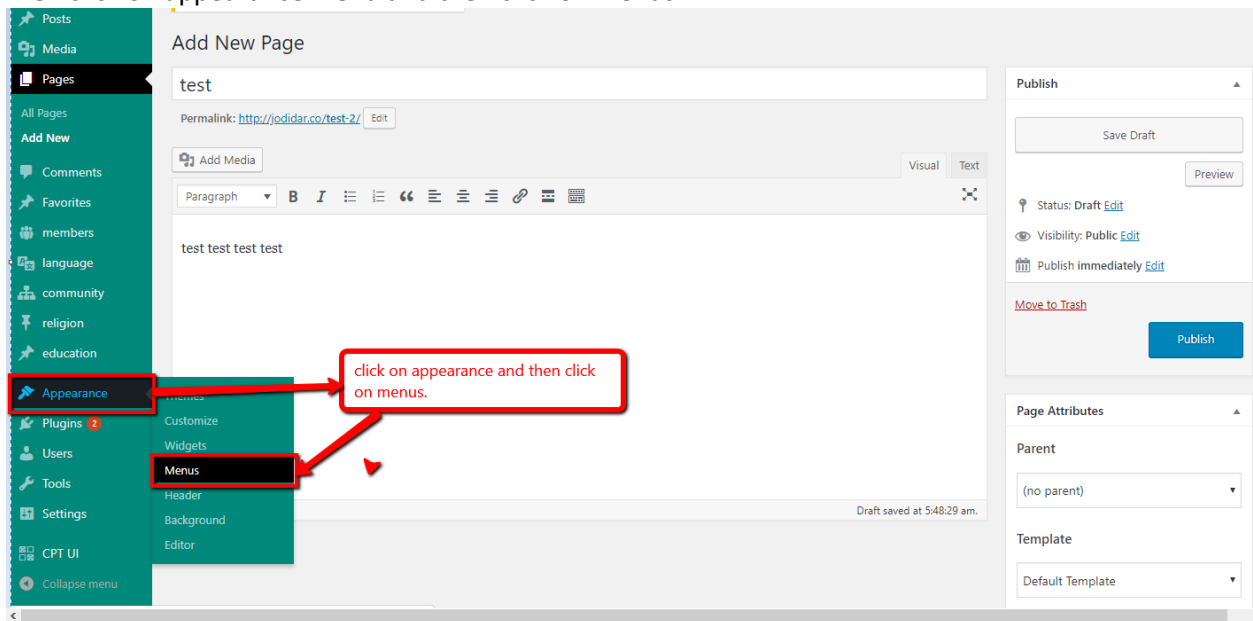 Posts
Media
Pages
All Pages
Add New
Comments
Favorites
members
language
community
religion
education
Appearance
Plugins 2
Users
Tools
Settings
CPT UI
Collapse menu
Themes
Customize
Widgets
Menus
Header
Background
Editor
Add New Page
test
Permalink: http://jodidar.co/test-2/ Edit
Add Media
Visual Text
Paragraph B I
test test test test
click on appearance and then click
on menus.
Draft saved at 5:48:29 am.
Publish
Save Draft
Preview
Status: Draft Edit
Visibility: Public Edit
Publish immediately Edit
Move to Trash
Publish
Page Attributes
Parent
(no parent)
Template
Default Template